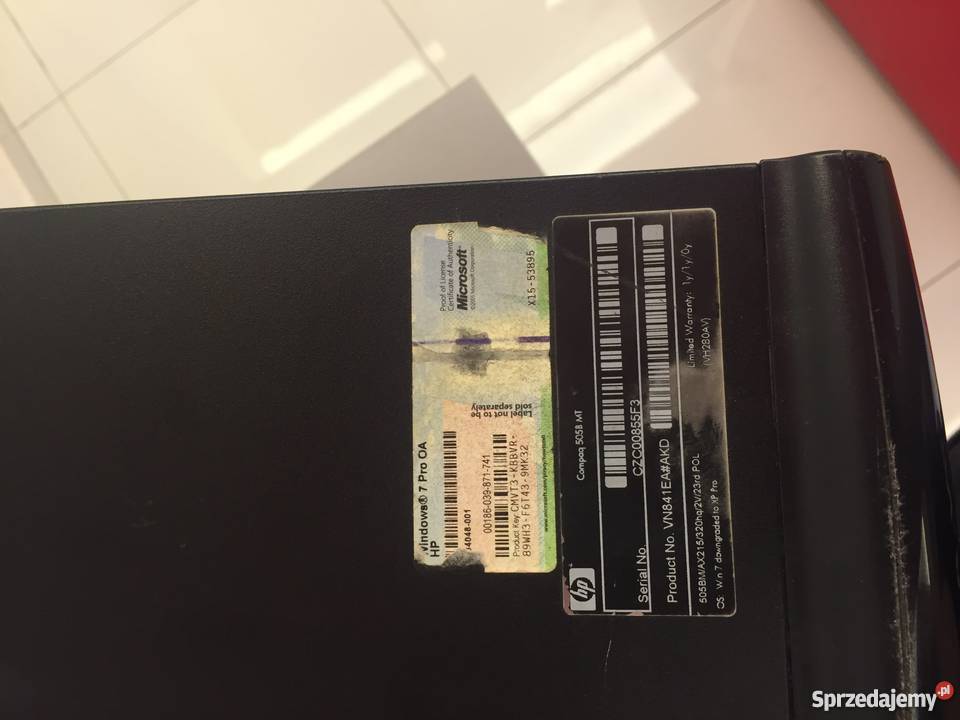 Proof of License
Certificate of Authenticity
Microsoft
X15-53895
Label not to be
sold separately
Windows® 7 Pro OA
HP
4048-001
00186-039-871-741
Product Key:
89WH3-F6T43-9MK32
Compaq 505B MT
hp
Serial No. CZC00855F3
Product No. VN841EA#AKD
Limited Warranty: 1y/1y/0y
(VH280AV)
505BM/AX215/320hq/2V/23rd POL
OS Win 7 downgraded to XP Pro
Sprzedajemy.pl